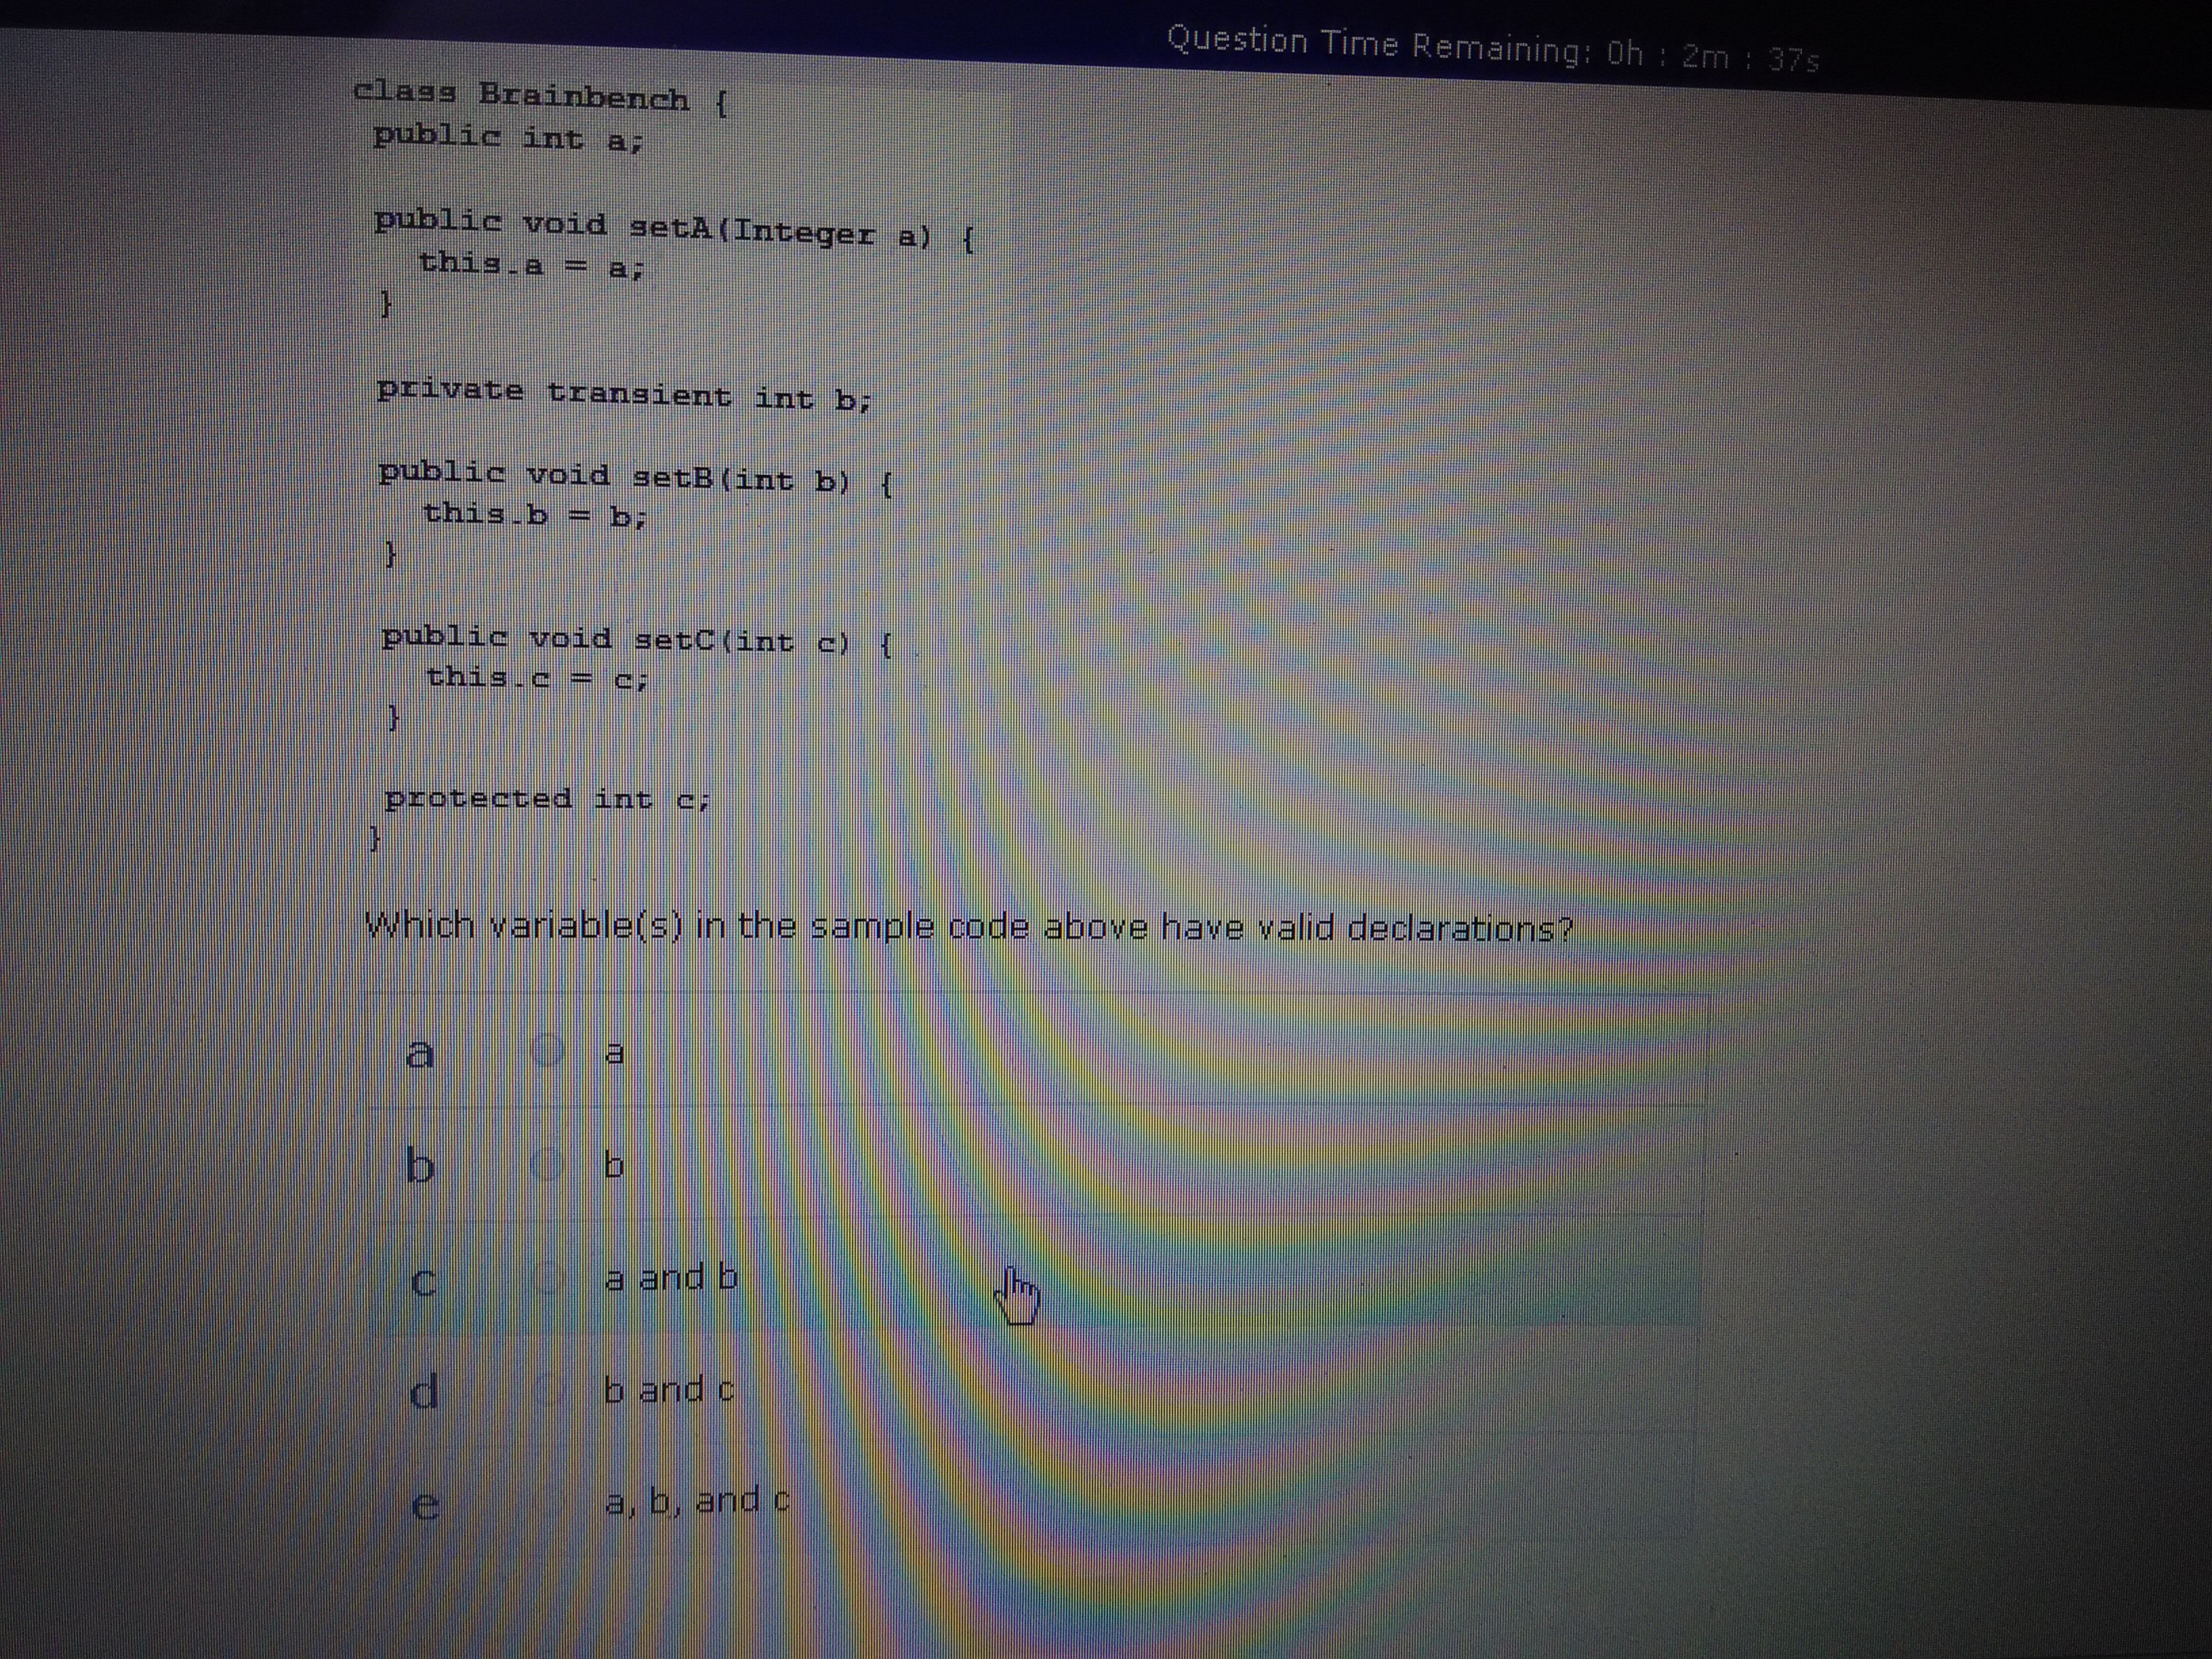 Question Time Remaining: 0h : 2m : 37s
class Brainbench {
public int a;
public void setA(Integer a) {
this.a = a;
}
private transient int b;
public void setB(int b) {
this.b = b;
}
public void setC(int c) {
this.c = c;
}
protected int c;
}
Which variable(s) in the sample code above have valid declarations?
a a
b b
c a and b
d b and c
e a, b, and c